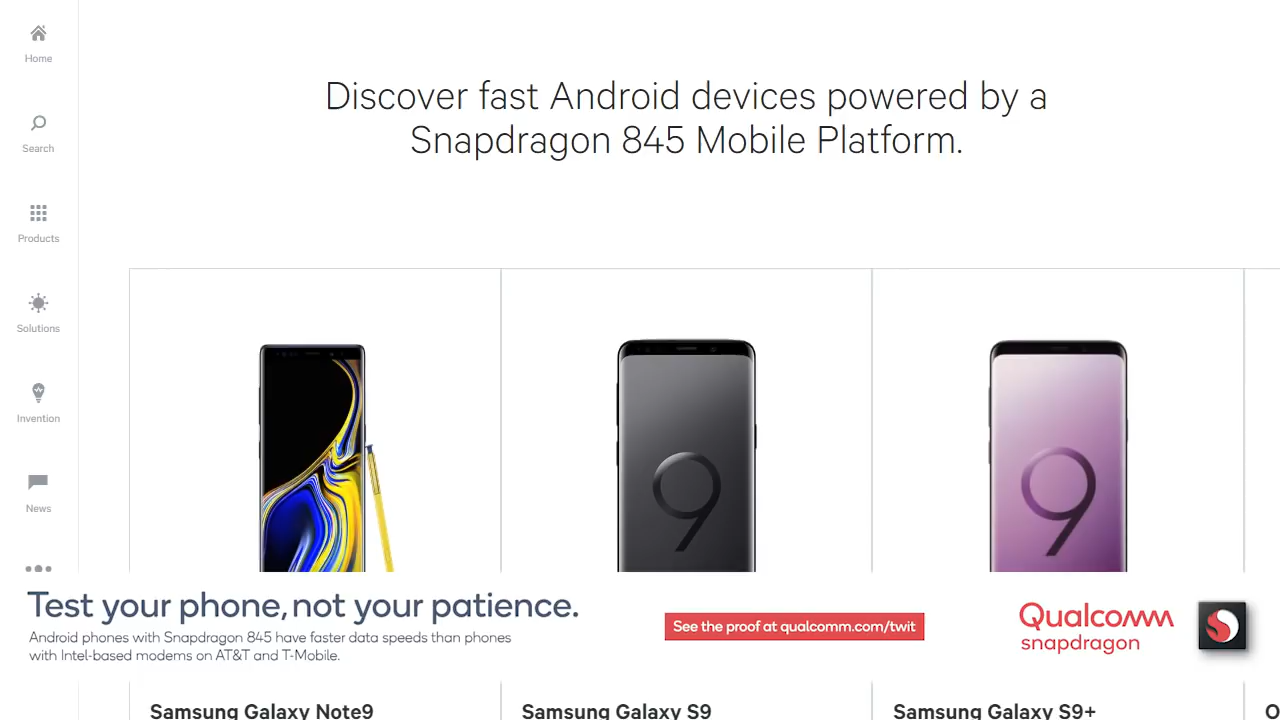 Home
Search
Products
Solutions
Invention
News
Discover fast Android devices powered by a
Snapdragon 845 Mobile Platform.
9
9
Test your phone, not your patience.
Android phones with Snapdragon 845 have faster data speeds than phones
with Intel-based modems on AT&T and T-Mobile.
See the proof at qualcomm.com/twit
Qualcomm
snapdragon
Samsung Galaxy Note9
Samsung Galaxy S9
Samsung Galaxy S9+
O